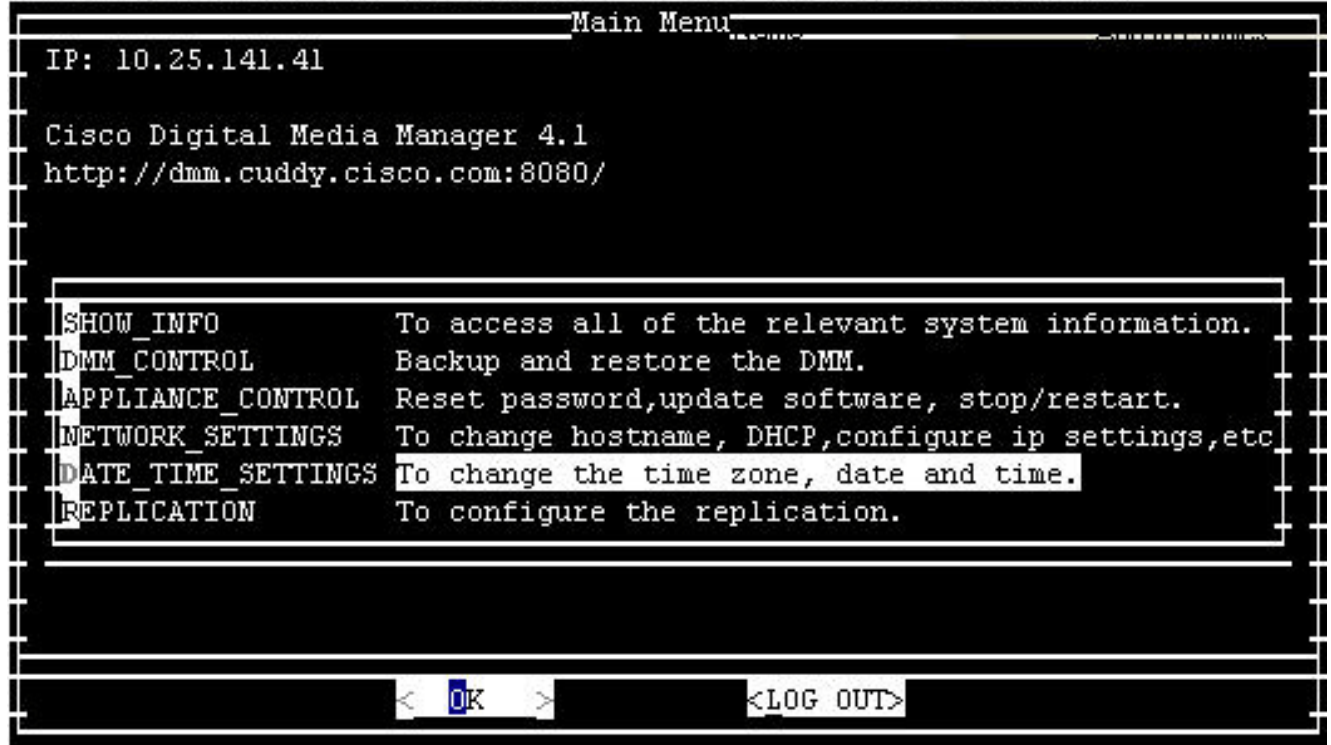 Main Menu
IP: 10.25.141.41
Cisco Digital Media Manager 4.1
http://dmm.cuddy.cisco.com:8080/
SHOW_INFO To access all of the relevant system information.
DMM_CONTROL Backup and restore the DMM.
APPLIANCE_CONTROL Reset password,update software, stop/restart.
NETWORK_SETTINGS To change hostname, DHCP,configure ip settings,etc
DATE_TIME_SETTINGS To change the time zone, date and time.
REPLICATION To configure the replication.
< OK > <LOG OUT>